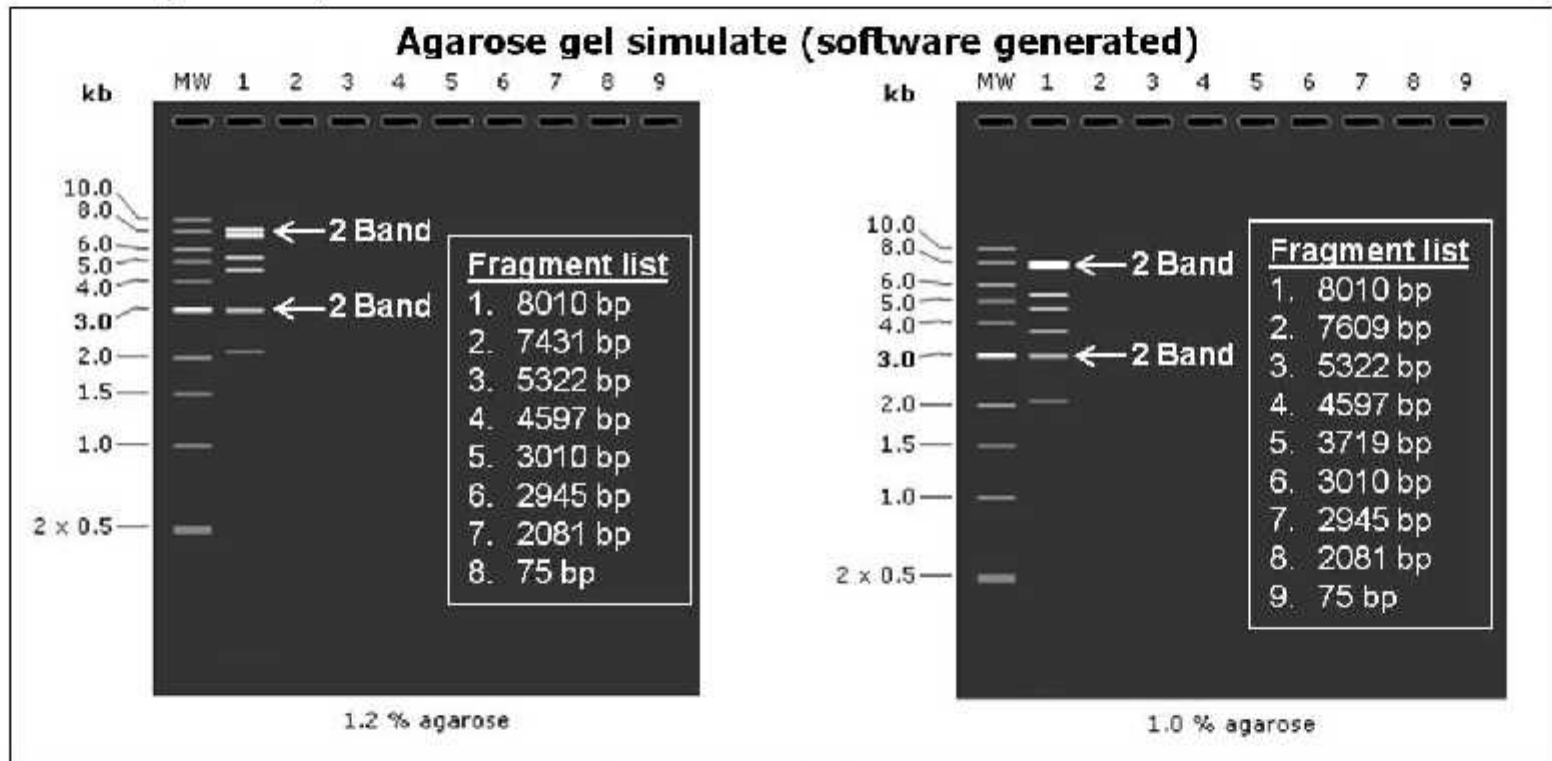 Agarose gel simulate (software generated)
kb MW 1 2 3 4 5 6 7 8 9
10.0
8.0
6.0
5.0
4.0
3.0
2.0
1.5
1.0
2 x 0.5
2 Band
2 Band
Fragment list
1. 8010 bp
2. 7431 bp
3. 5322 bp
4. 4597 bp
5. 3010 bp
6. 2945 bp
7. 2081 bp
8. 75 bp
1.2 % agarose
kb MW 1 2 3 4 5 6 7 8 9
10.0
8.0
6.0
5.0
4.0
3.0
2.0
1.5
1.0
2 x 0.5
2 Band
2 Band
Fragment list
1. 8010 bp
2. 7609 bp
3. 5322 bp
4. 4597 bp
5. 3719 bp
6. 3010 bp
7. 2945 bp
8. 2081 bp
9. 75 bp
1.0 % agarose